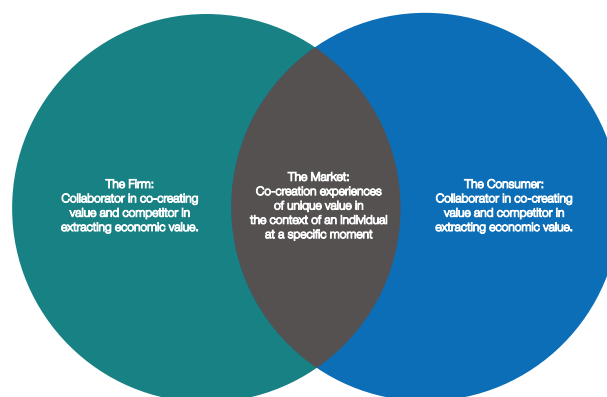 The Firm:
Collaborator in co-creating
value and competitor in
extracting economic value.
The Market:
Co-creation experiences
of unique value in
the context of an individual
at a specific moment
The Consumer:
Collaborator in co-creating
value and competitor in
extracting economic value.